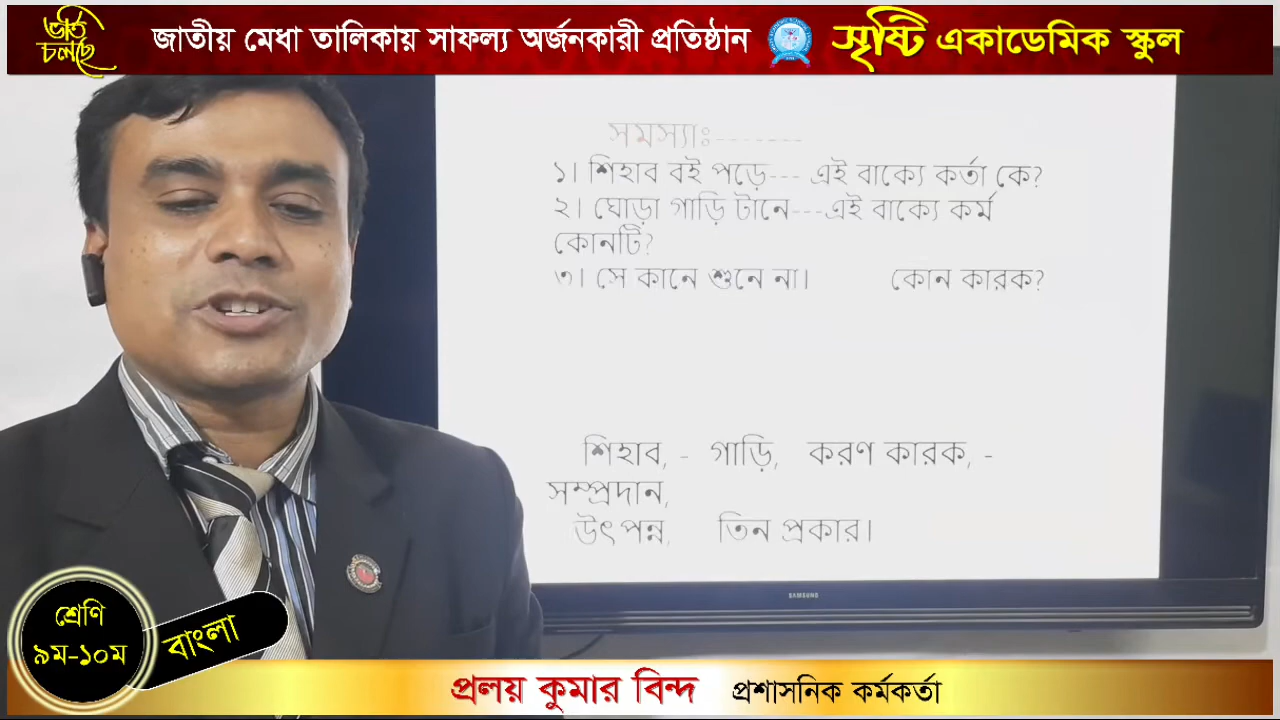 ভর্তি
চলছে
জাতীয় মেধা তালিকায় সাফল্য অর্জনকারী প্রতিষ্ঠান সৃষ্টি একাডেমিক স্কুল
সমস্যাঃ-------
১। শিহাব বই পড়ে--- এই বাক্যে কর্তা কে?
২। ঘোড়া গাড়ি টানে---এই বাক্যে কর্ম
কোনটি?
৩। সে কানে শুনে না। কোন কারক?
শিহাব, - গাড়ি, করণ কারক, -
সম্প্রদান,
উৎপন্ন, তিন প্রকার।
SAMSUNG
শ্রেণি
৯ম-১০ম
বাংলা
প্রলয় কুমার বিন্দ প্রশাসনিক কর্মকর্তা